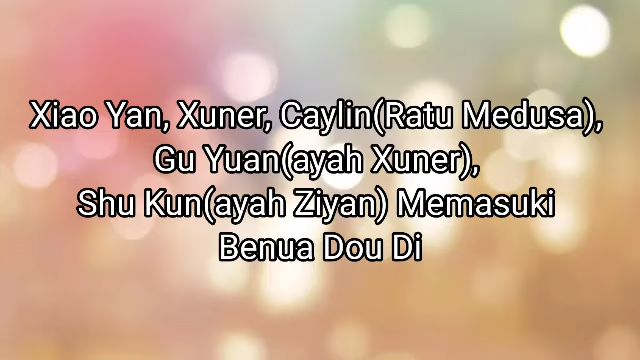 Xiao Yan, Xuner, Caylin(Ratu Medusa),
Gu Yuan(ayah Xuner),
Shu Kun(ayah Ziyan) Memasuki
Benua Dou Di